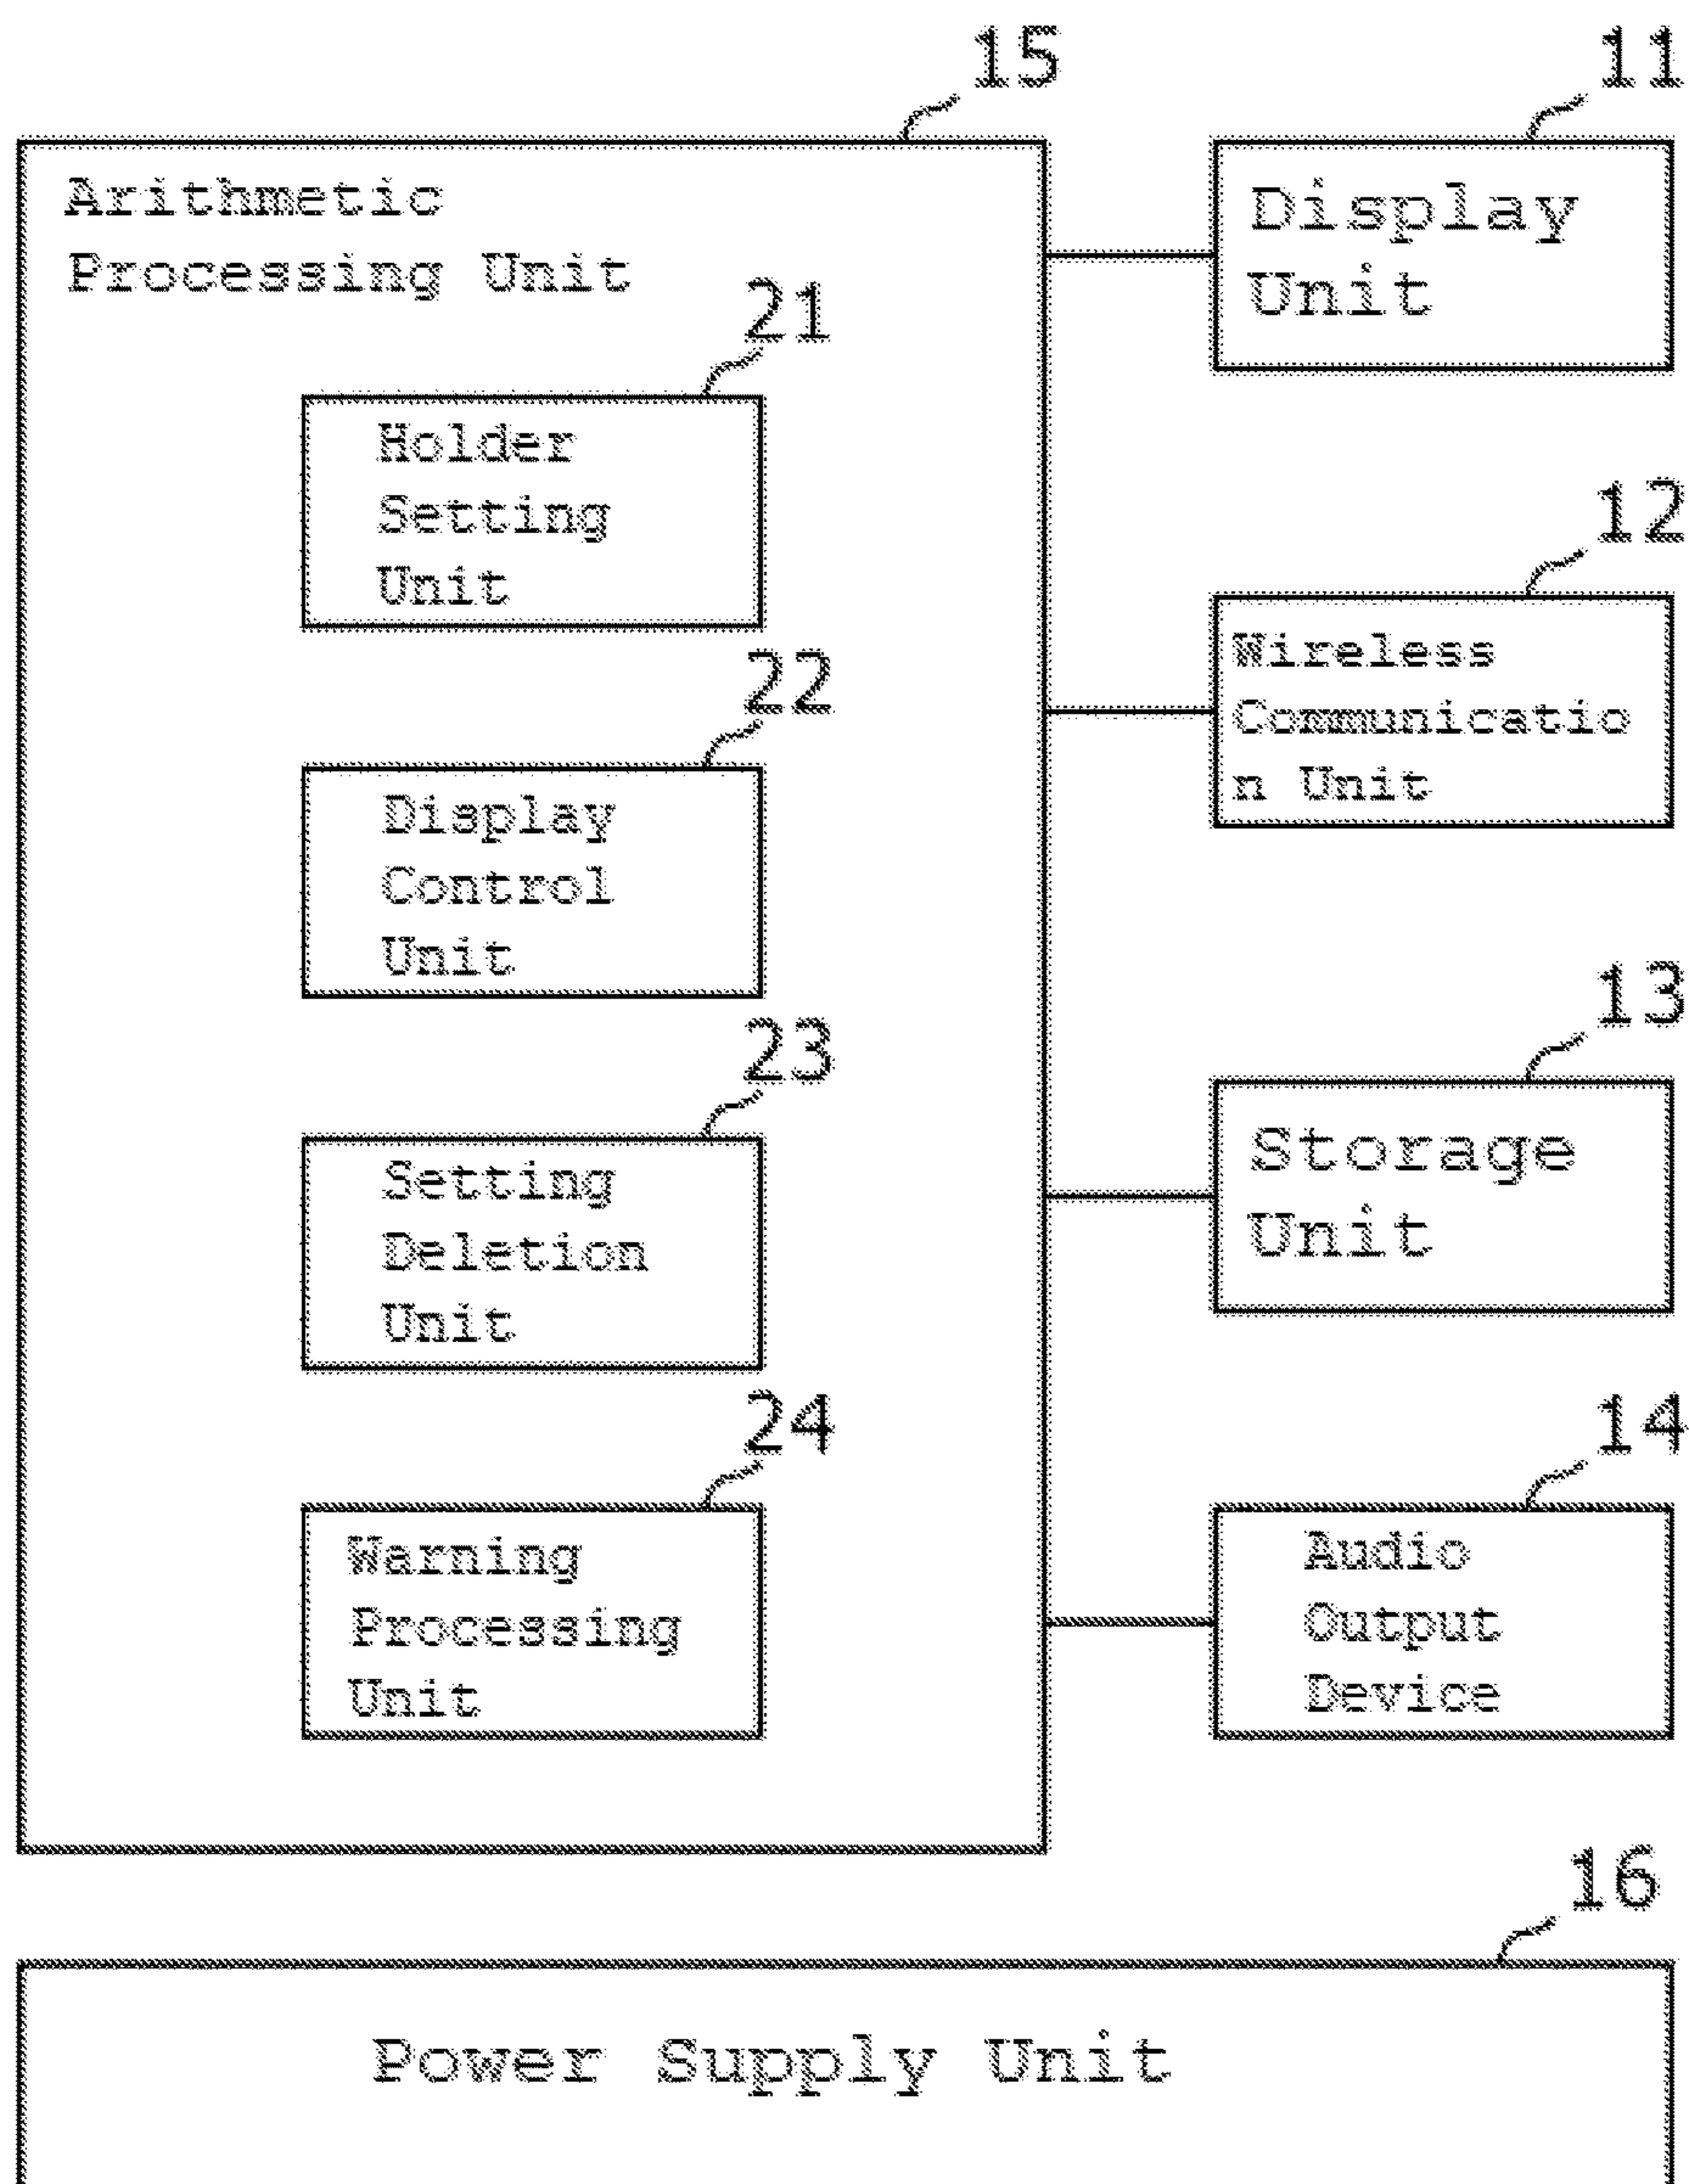 15
Arithmetic
Processing Unit
21
Holder
Setting
Unit
22
Display
Control
Unit
23
Setting
Deletion
Unit
24
Warning
Processing
Unit
11
Display
Unit
12
Wireless
Communicatio
n Unit
13
Storage
Unit
14
Audio
Output
Device
16
Power Supply Unit